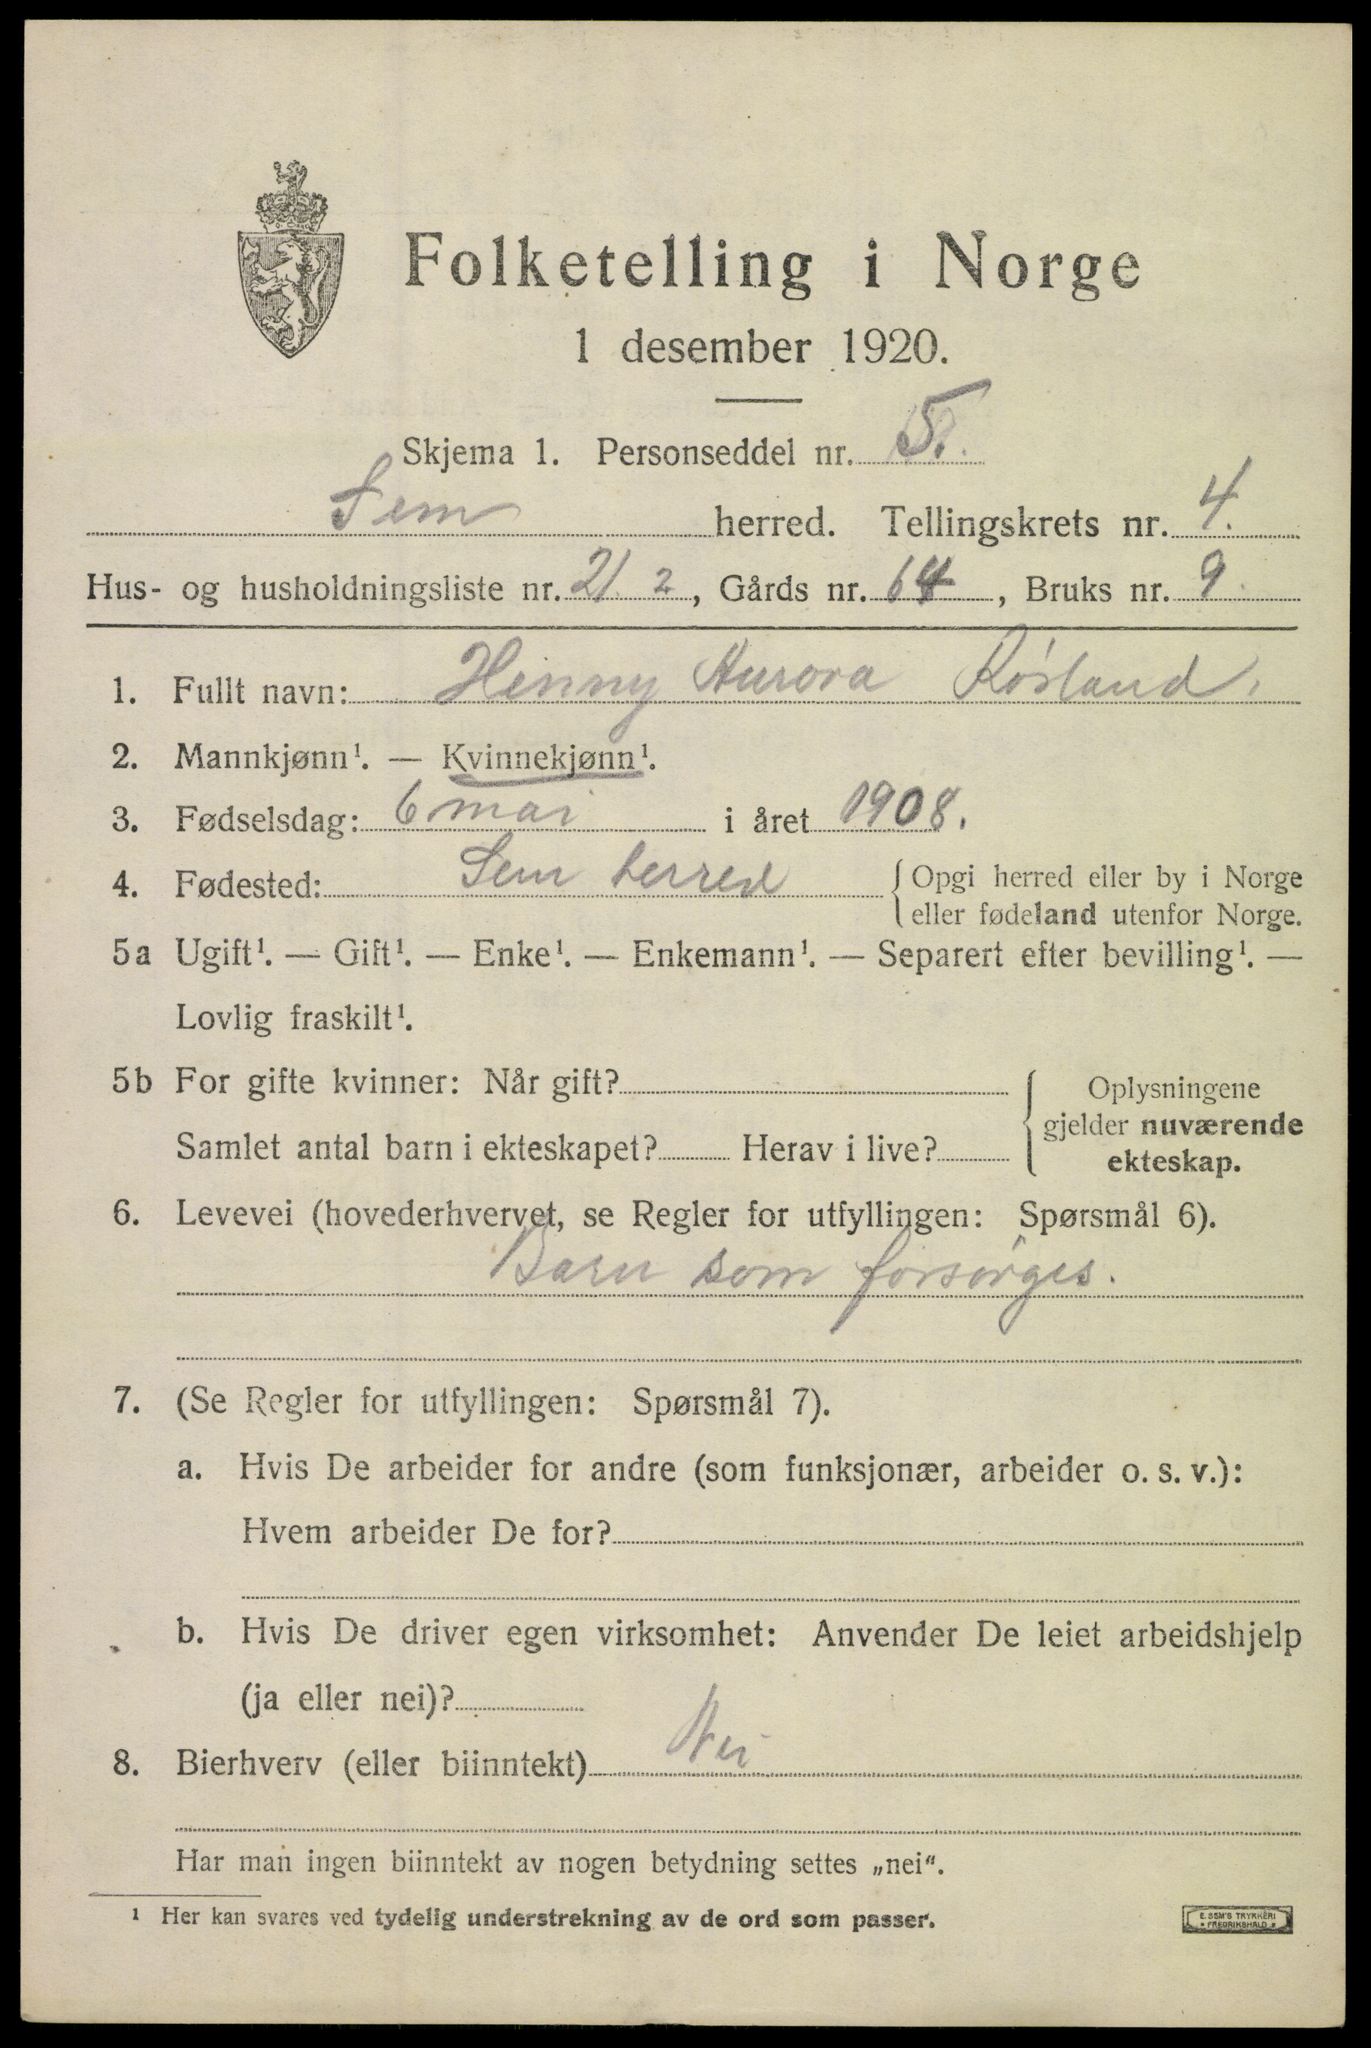 Folketelling i Norge
1 desember 1920.
Skjema 1. Personseddel nr. 5.
Sem herred. Tellingskrets nr. 4.
Hus- og husholdningsliste nr. 21. 2, Gårds nr. 64, Bruks nr. 9.
1. Fullt navn: Henny Aurora Røsland.
2. Mannkjønn¹. — Kvinnekjønn¹.
3. Fødselsdag: 6 mai i året 1908.
4. Fødested: Sem herred { Opgi herred eller by i Norge
eller fødeland utenfor Norge.
5a Ugift¹. — Gift¹. — Enke¹. — Enkemann¹. — Separert efter bevilling¹. —
Lovlig fraskilt¹.
5b For gifte kvinner: Når gift? { Oplysningene
gjelder nuværende
ekteskap.
Samlet antal barn i ekteskapet? Herav i live?
6. Levevei (hovederhvervet, se Regler for utfyllingen: Spørsmål 6).
Barn som forsørges.
7. (Se Regler for utfyllingen: Spørsmål 7).
a. Hvis De arbeider for andre (som funksjonær, arbeider o. s. v.):
Hvem arbeider De for?
b. Hvis De driver egen virksomhet: Anvender De leiet arbeidshjelp
(ja eller nei)?
8. Bierhverv (eller biinntekt) Nei
Har man ingen biinntekt av nogen betydning settes „nei“.
¹ Her kan svares ved tydelig understrekning av de ord som passer.
E. SEM'S TRYKKERI
FREDRIKSHALD